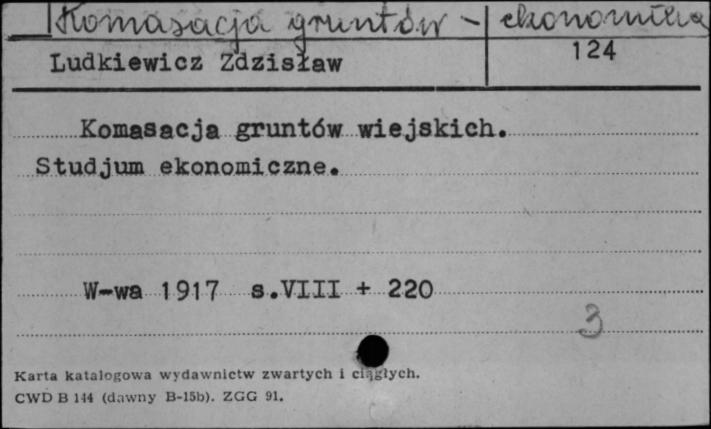 Komasacja gruntów - ekonomika
Ludkiewicz Zdzisław 124
Komasacja gruntów wiejskich.
Studjum ekonomiczne.
W-wa 1917 s.VIII + 220
3
Karta katalogowa wydawnictw zwartych i ciągłych.
CWD B 144 (dawny B-15b). ZGG 91.